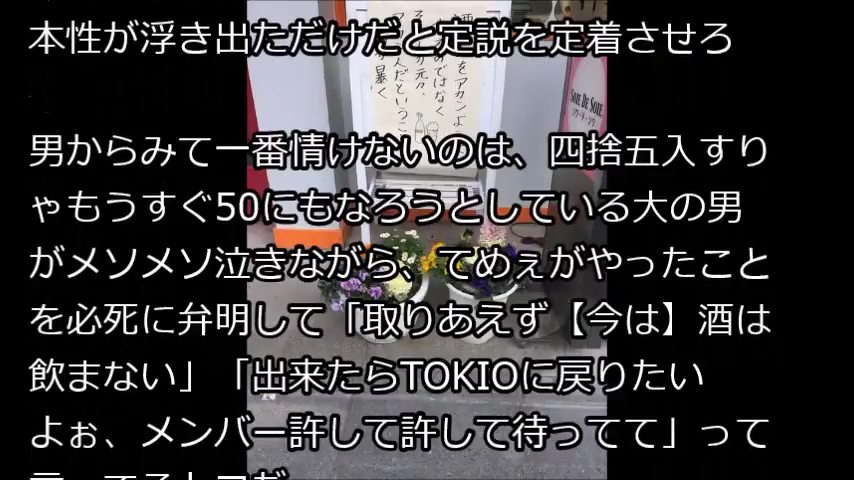 本性が浮き出ただけだと定説を定着させろ
男からみて一番情けないのは、四捨五入すり
ゃもうすぐ50にもなろうとしている大の男
がメソメソ泣きながら、てめぇがやったこと
を必死に弁明して「取りあえず【今は】酒は
飲まない」「出来たらTOKIOに戻りたい
よぉ、メンバー許して許して待ってて」って
SOIE DE SOIE